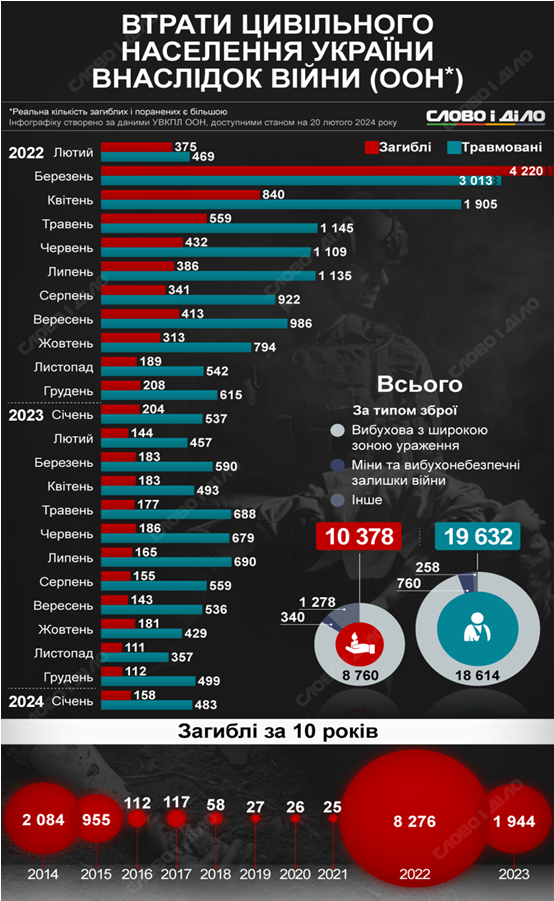 ВТРАТИ ЦИВІЛЬНОГО
НАСЕЛЕННЯ УКРАЇНИ
ВНАСЛІДОК ВІЙНИ (ООН*)
*Реальна кількість загиблих і поранених є більшою
Інфографіку створено за даними УВКПЛ ООН, доступними станом на 20 лютого 2024 року
СЛОВО І ДІЛО
Загиблі Травмовані
2022 Лютий 375 469
Березень 4 220 3 013
Квітень 840 1 905
Травень 559 1 145
Червень 432 1 109
Липень 386 1 135
Серпень 341 922
Вересень 413 986
Жовтень 313 794
Листопад 189 542
Грудень 208 615
2023 Січень 204 537
Лютий 144 457
Березень 183 590
Квітень 183 493
Травень 177 688
Червень 186 679
Липень 165 690
Серпень 155 559
Вересень 143 536
Жовтень 181 429
Листопад 111 357
Грудень 112 499
2024 Січень 158 483
Всього
За типом зброї
Вибухова з широкою
зоною ураження
Міни та вибухонебезпечні
залишки війни
Інше
10 378 19 632
1 278
340
8 760
258
760
18 614
Загиблі за 10 років
2 084 955 112 117 58 27 26 25 8 276 1 944
2014 2015 2016 2017 2018 2019 2020 2021 2022 2023